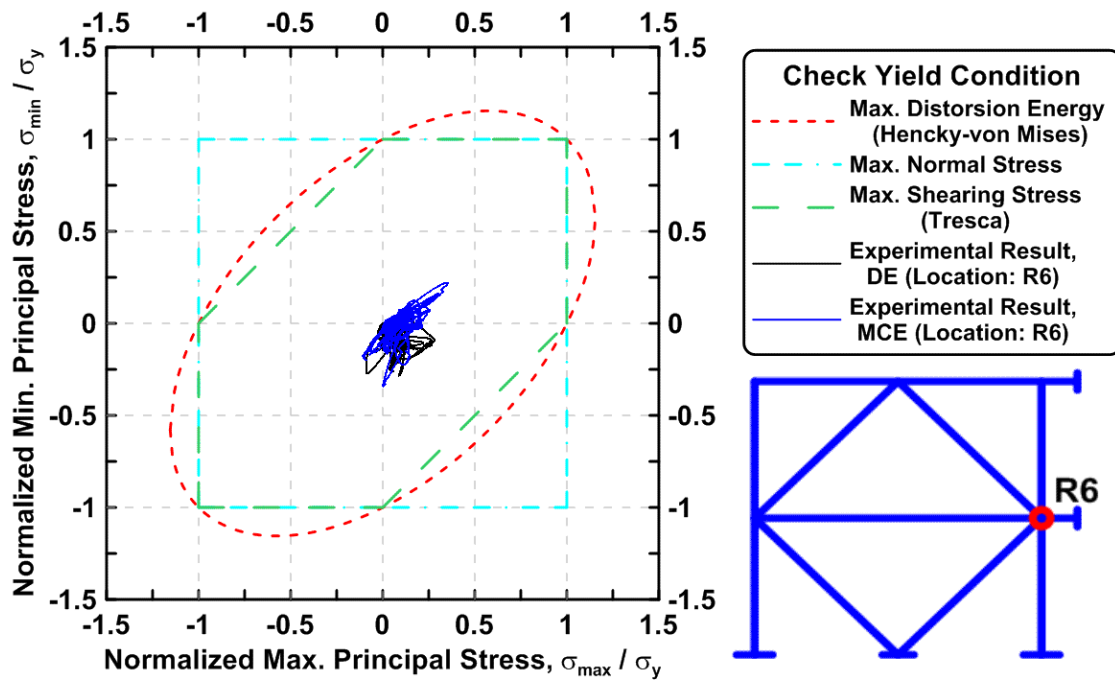 -1.5 -1 -0.5 0 0.5 1 1.5
1.5 1.5
1 1
0.5 0.5
0 0
-0.5 -0.5
-1 -1
-1.5 -1.5
-1.5 -1 -0.5 0 0.5 1 1.5
Normalized Min. Principal Stress, σmin / σy
Normalized Max. Principal Stress, σmax / σy
Check Yield Condition
Max. Distorsion Energy
(Hencky-von Mises)
Max. Normal Stress
Max. Shearing Stress
(Tresca)
Experimental Result,
DE (Location: R6)
Experimental Result,
MCE (Location: R6)
R6